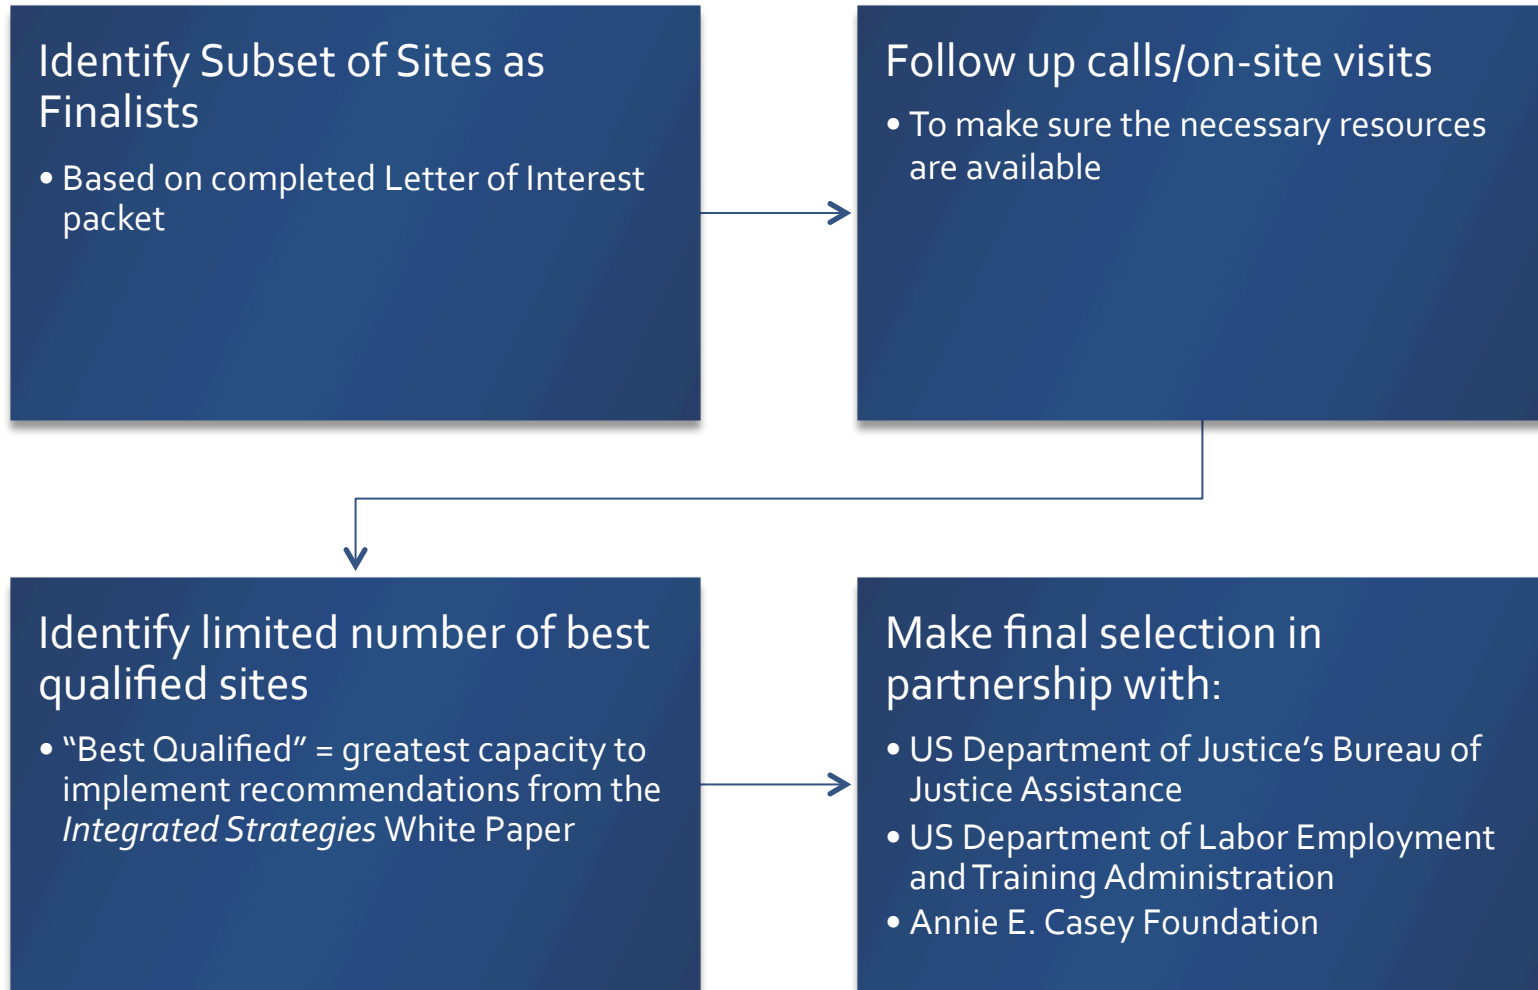 Identify Subset of Sites as
Finalists
• Based on completed Letter of Interest
packet
Follow up calls/on-site visits
• To make sure the necessary resources
are available
Identify limited number of best
qualified sites
• “Best Qualified” = greatest capacity to
implement recommendations from the
Integrated Strategies White Paper
Make final selection in
partnership with:
• US Department of Justice’s Bureau of
Justice Assistance
• US Department of Labor Employment
and Training Administration
• Annie E. Casey Foundation